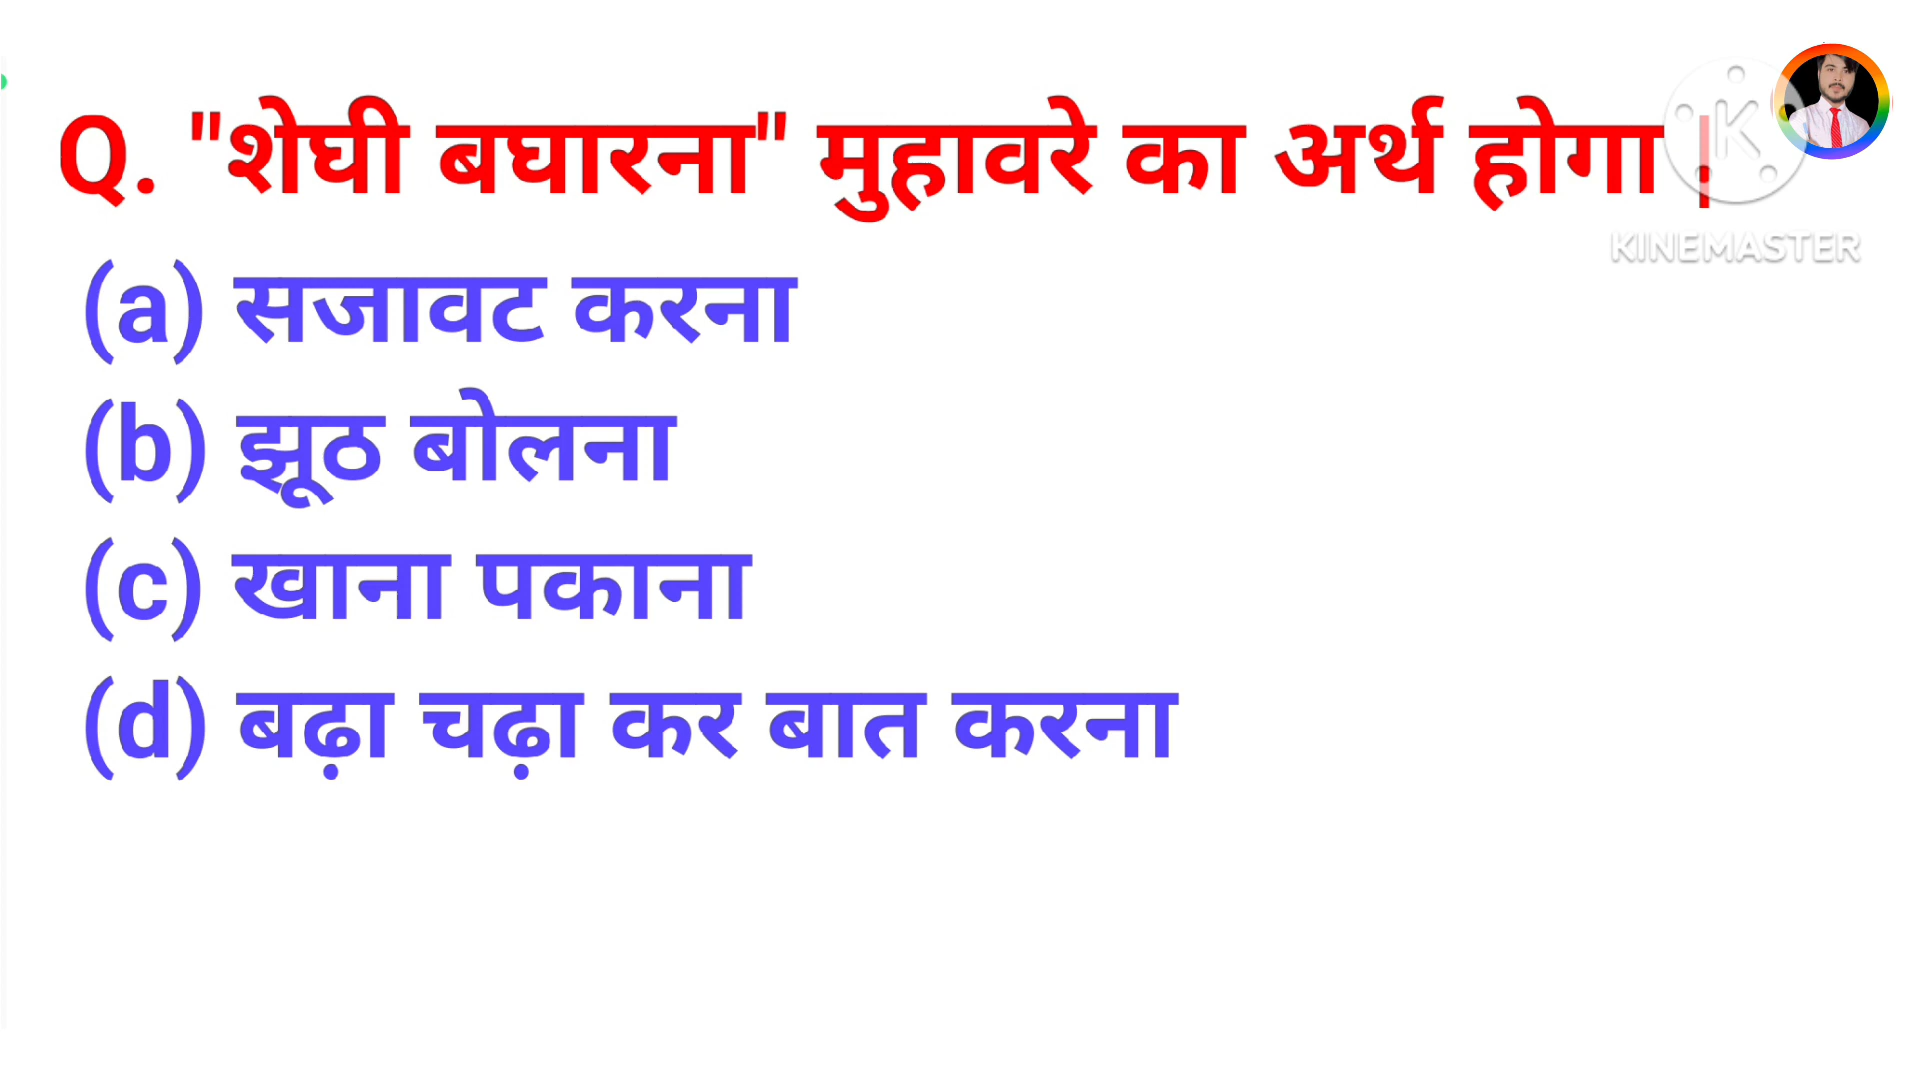 Q. "शेघी बघारना" मुहावरे का अर्थ होगा |
KINEMASTER
(a) सजावट करना
(b) झूठ बोलना
(c) खाना पकाना
(d) बढ़ा चढ़ा कर बात करना